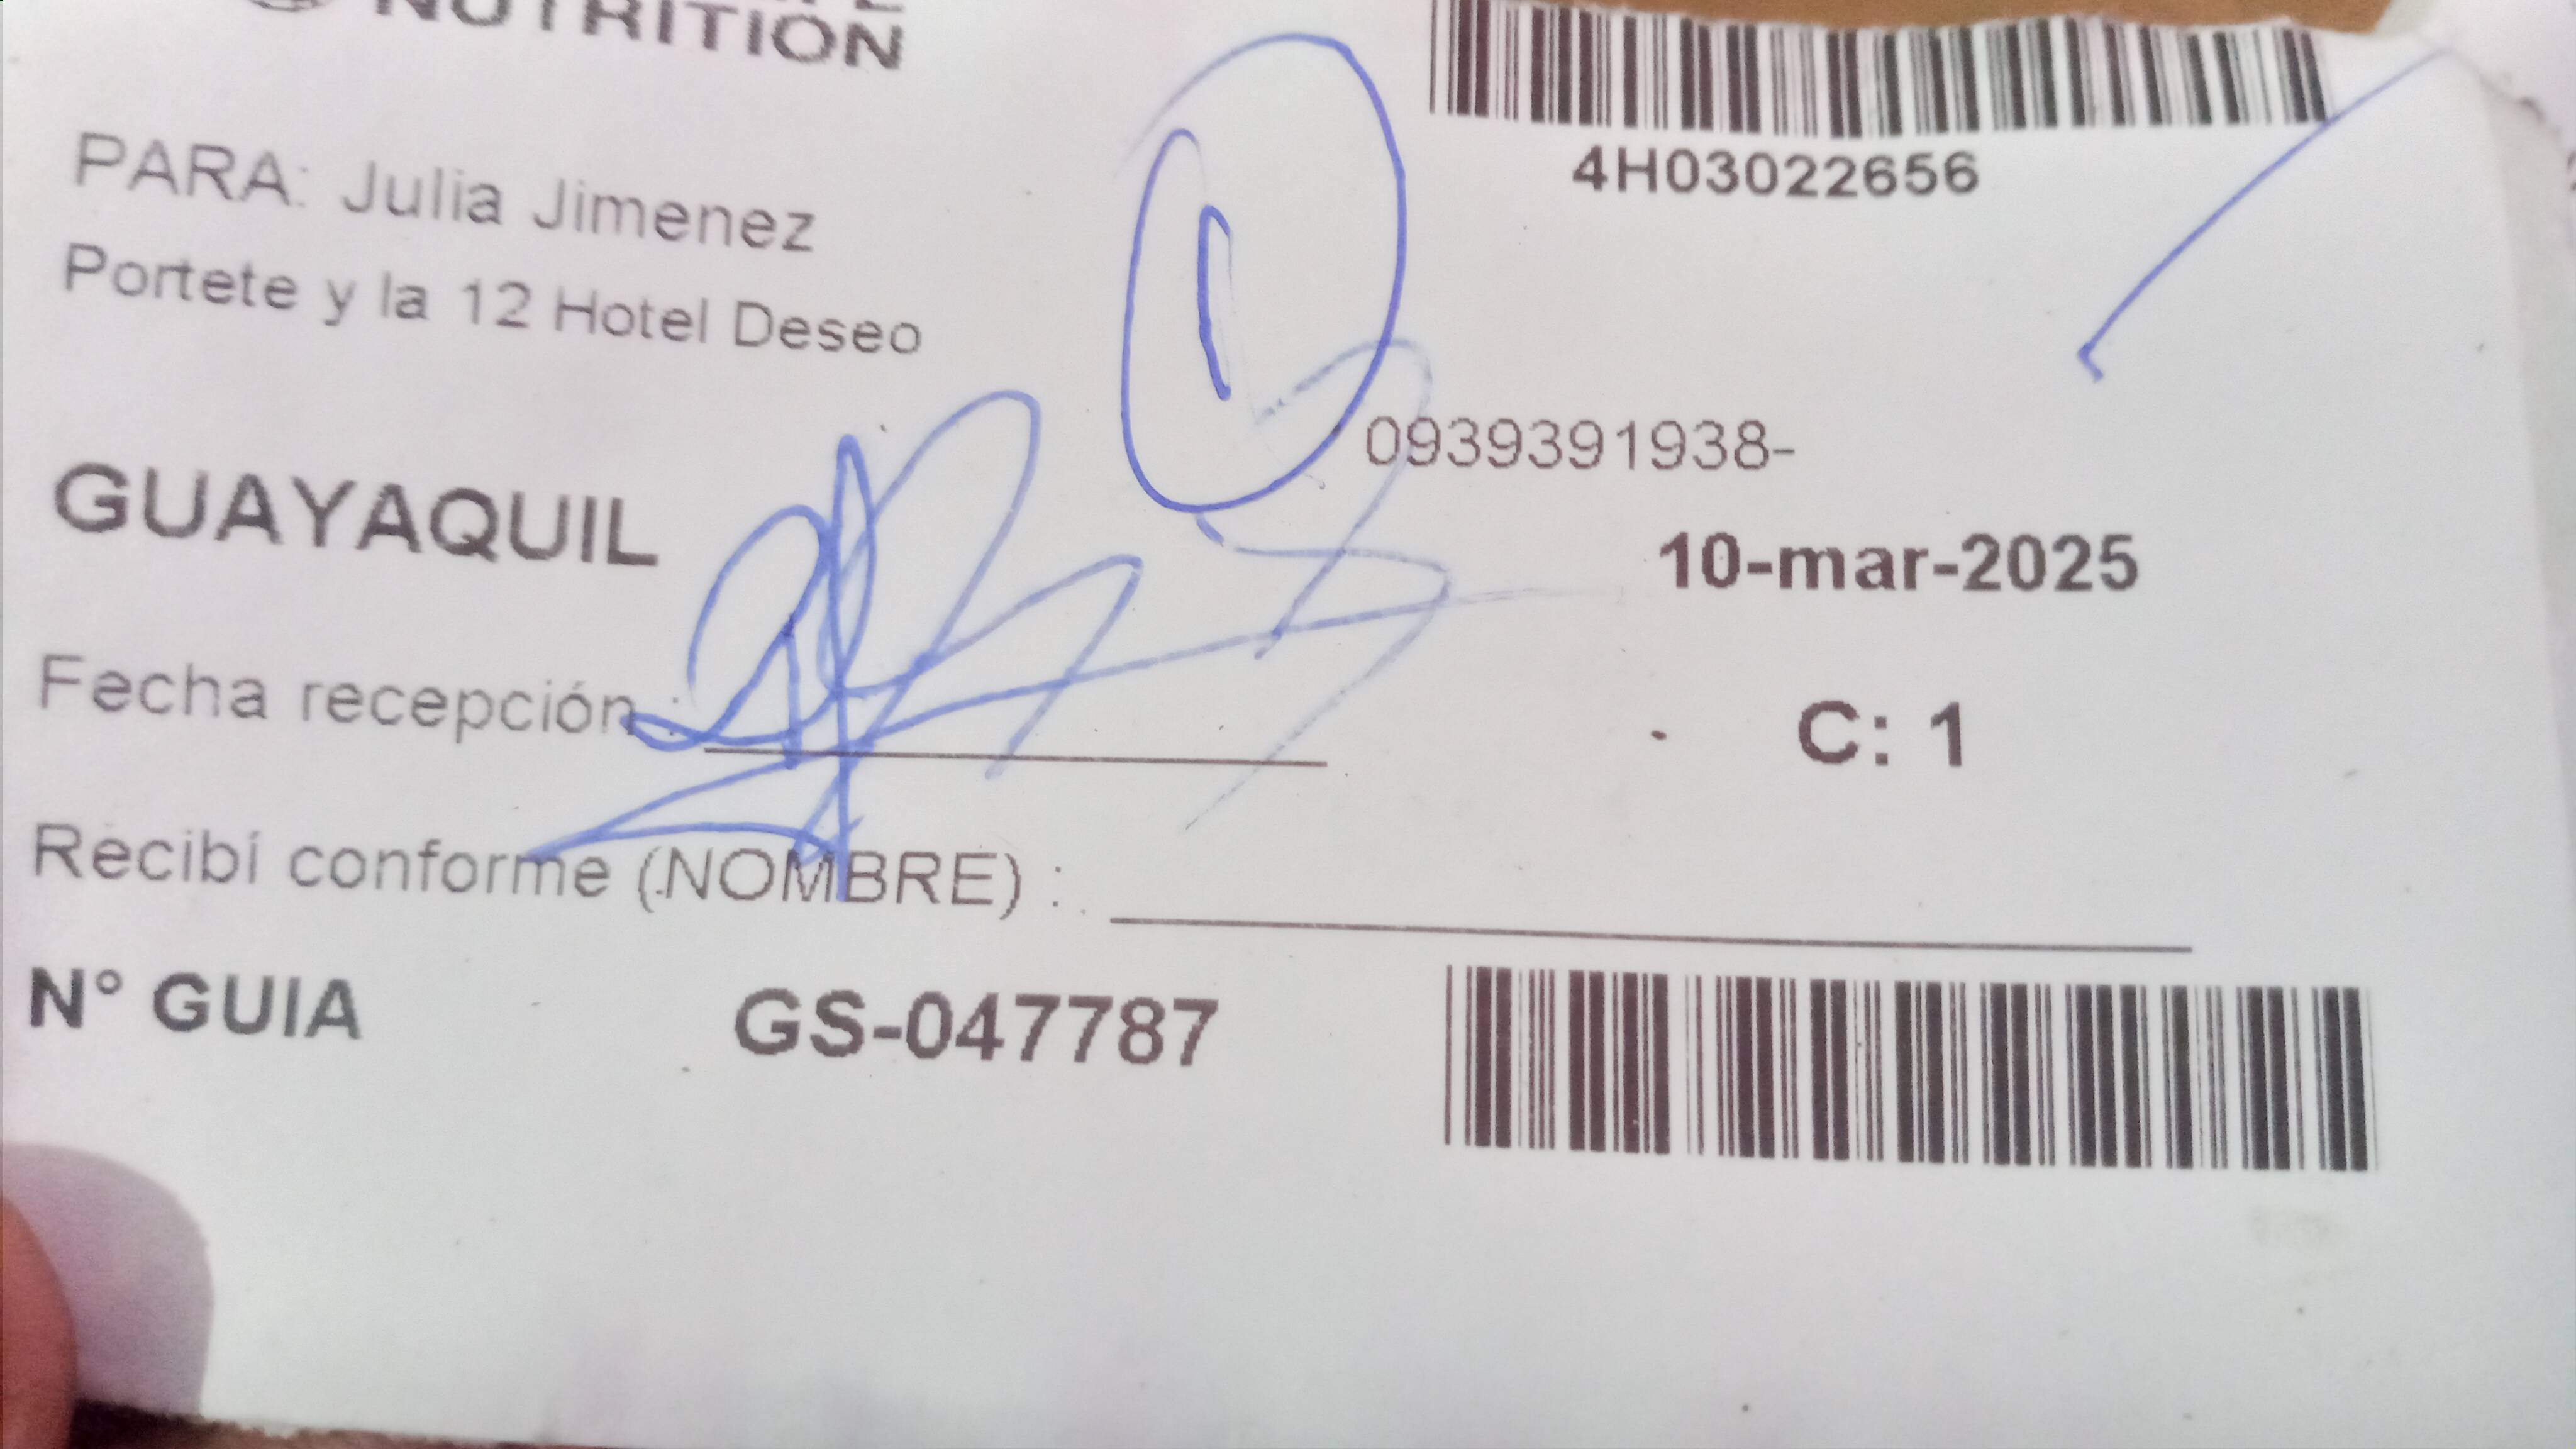 NUTRITION
4H03022656
PARA: Julia Jimenez
Portete y la 12 Hotel Deseo
0939391938-
GUAYAQUIL
10-mar-2025
Fecha recepción :
C: 1
Recibí conforme (NOMBRE) :
N° GUIA GS-047787